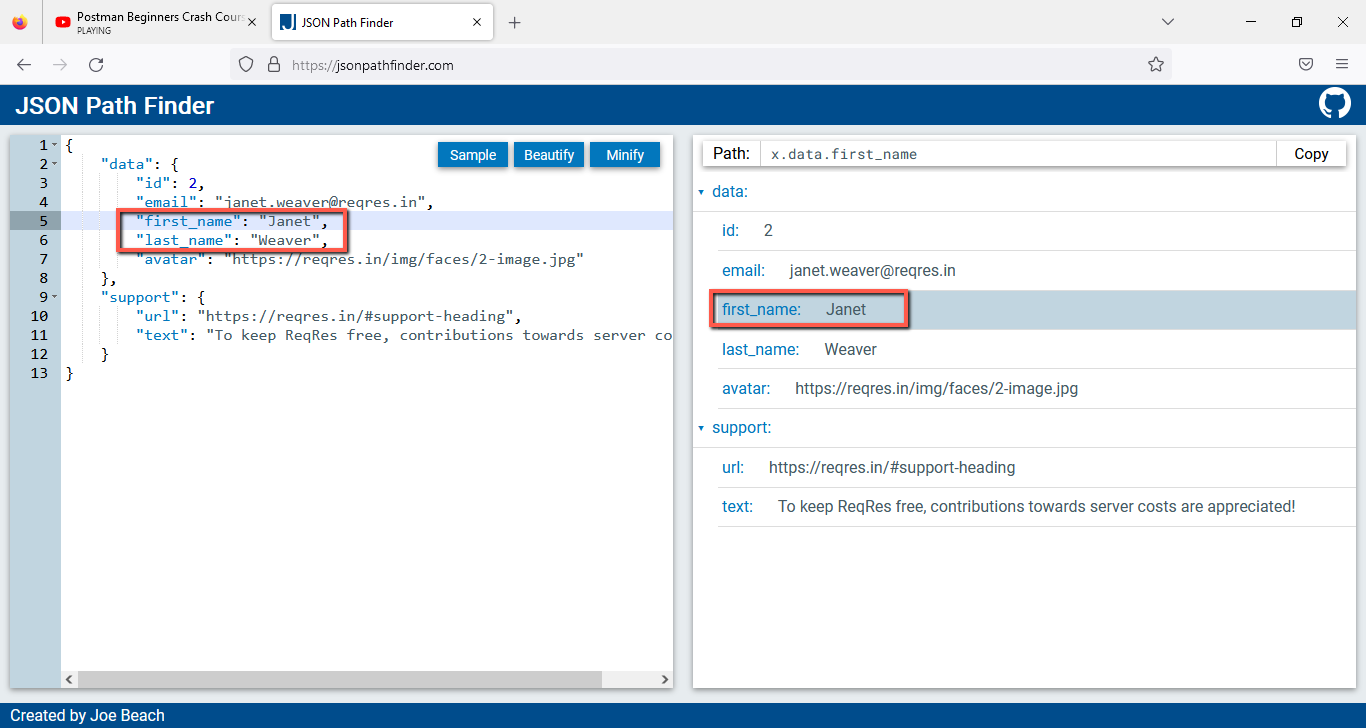 Postman Beginners Crash Cours
PLAYING
JSON Path Finder
https://jsonpathfinder.com
JSON Path Finder
Sample Beautify Minify
1 {
2 "data": {
3 "id": 2,
4 "email": "janet.weaver@reqres.in",
5 "first_name": "Janet",
6 "last_name": "Weaver",
7 "avatar": "https://reqres.in/img/faces/2-image.jpg"
8 },
9 "support": {
10 "url": "https://reqres.in/#support-heading",
11 "text": "To keep ReqRes free, contributions towards server co
12 }
13 }
Path: x.data.first_name Copy
data:
id: 2
email: janet.weaver@reqres.in
first_name: Janet
last_name: Weaver
avatar: https://reqres.in/img/faces/2-image.jpg
support:
url: https://reqres.in/#support-heading
text: To keep ReqRes free, contributions towards server costs are appreciated!
Created by Joe Beach